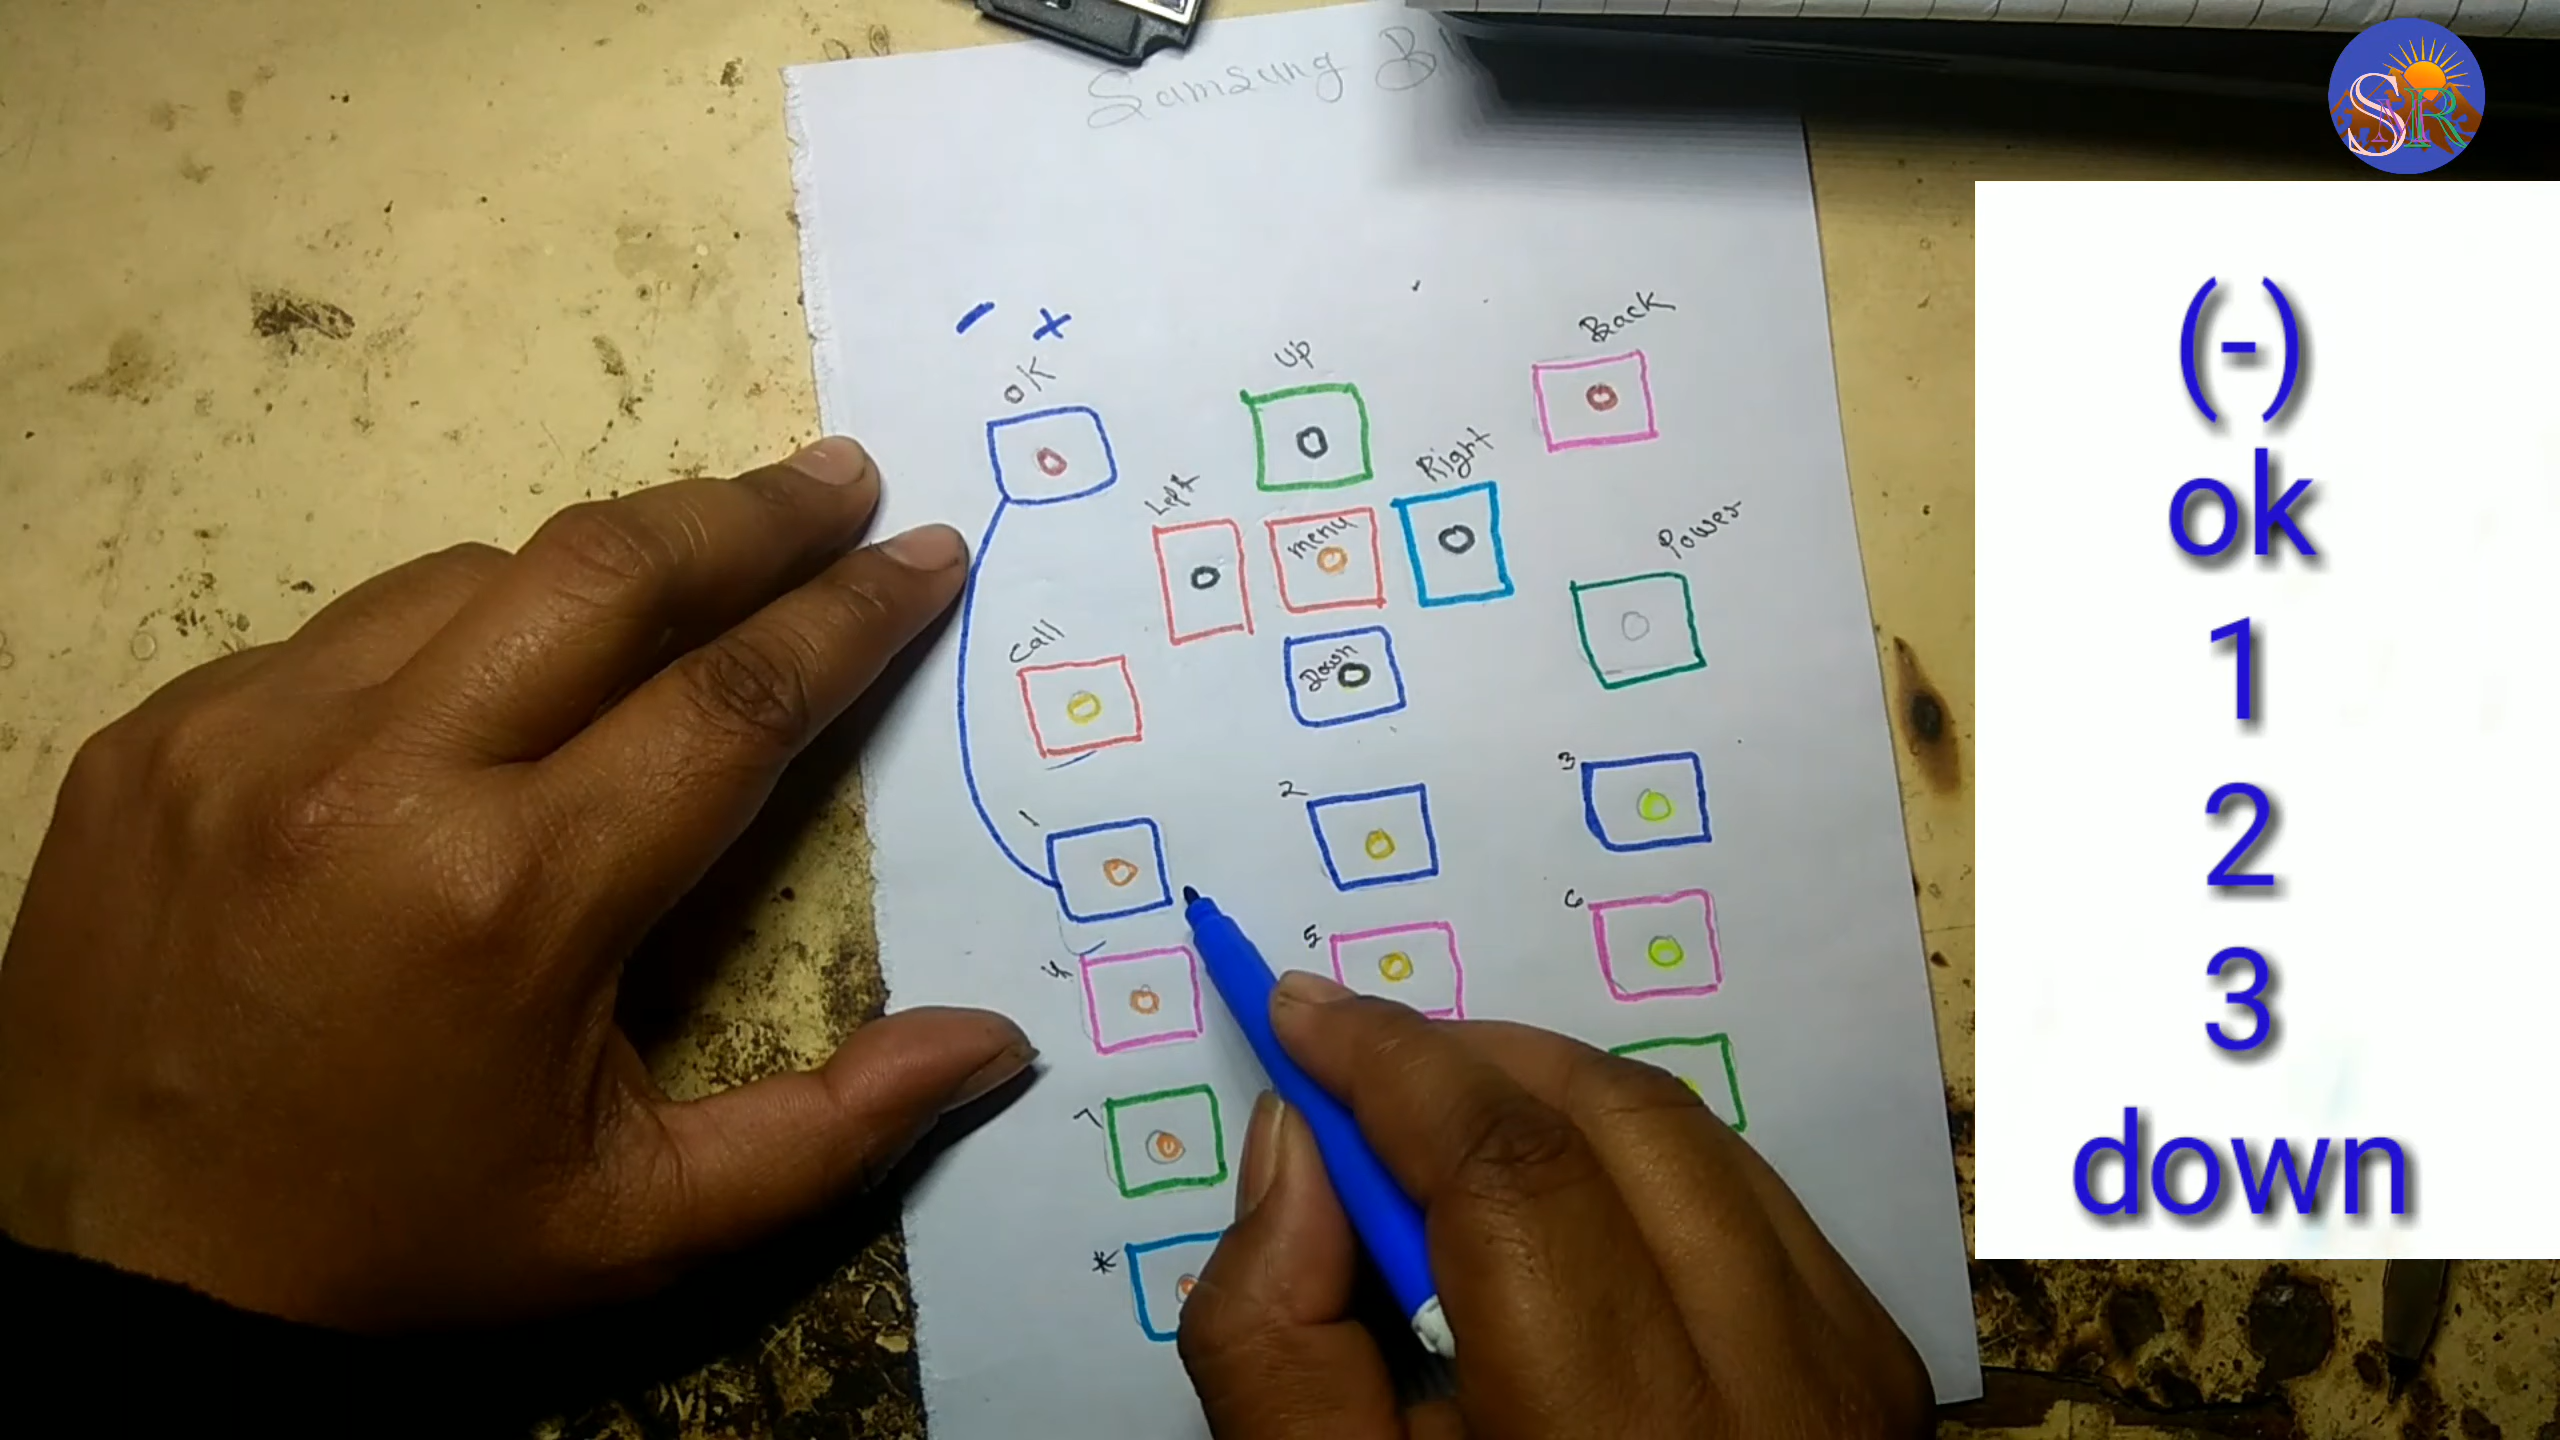 Samsung B
- +
OK
Up
Back
Left
menu
Right
Call
Down
Power
1
2
3
4
5
6
7
*
SMR
(-)
ok
1
2
3
down